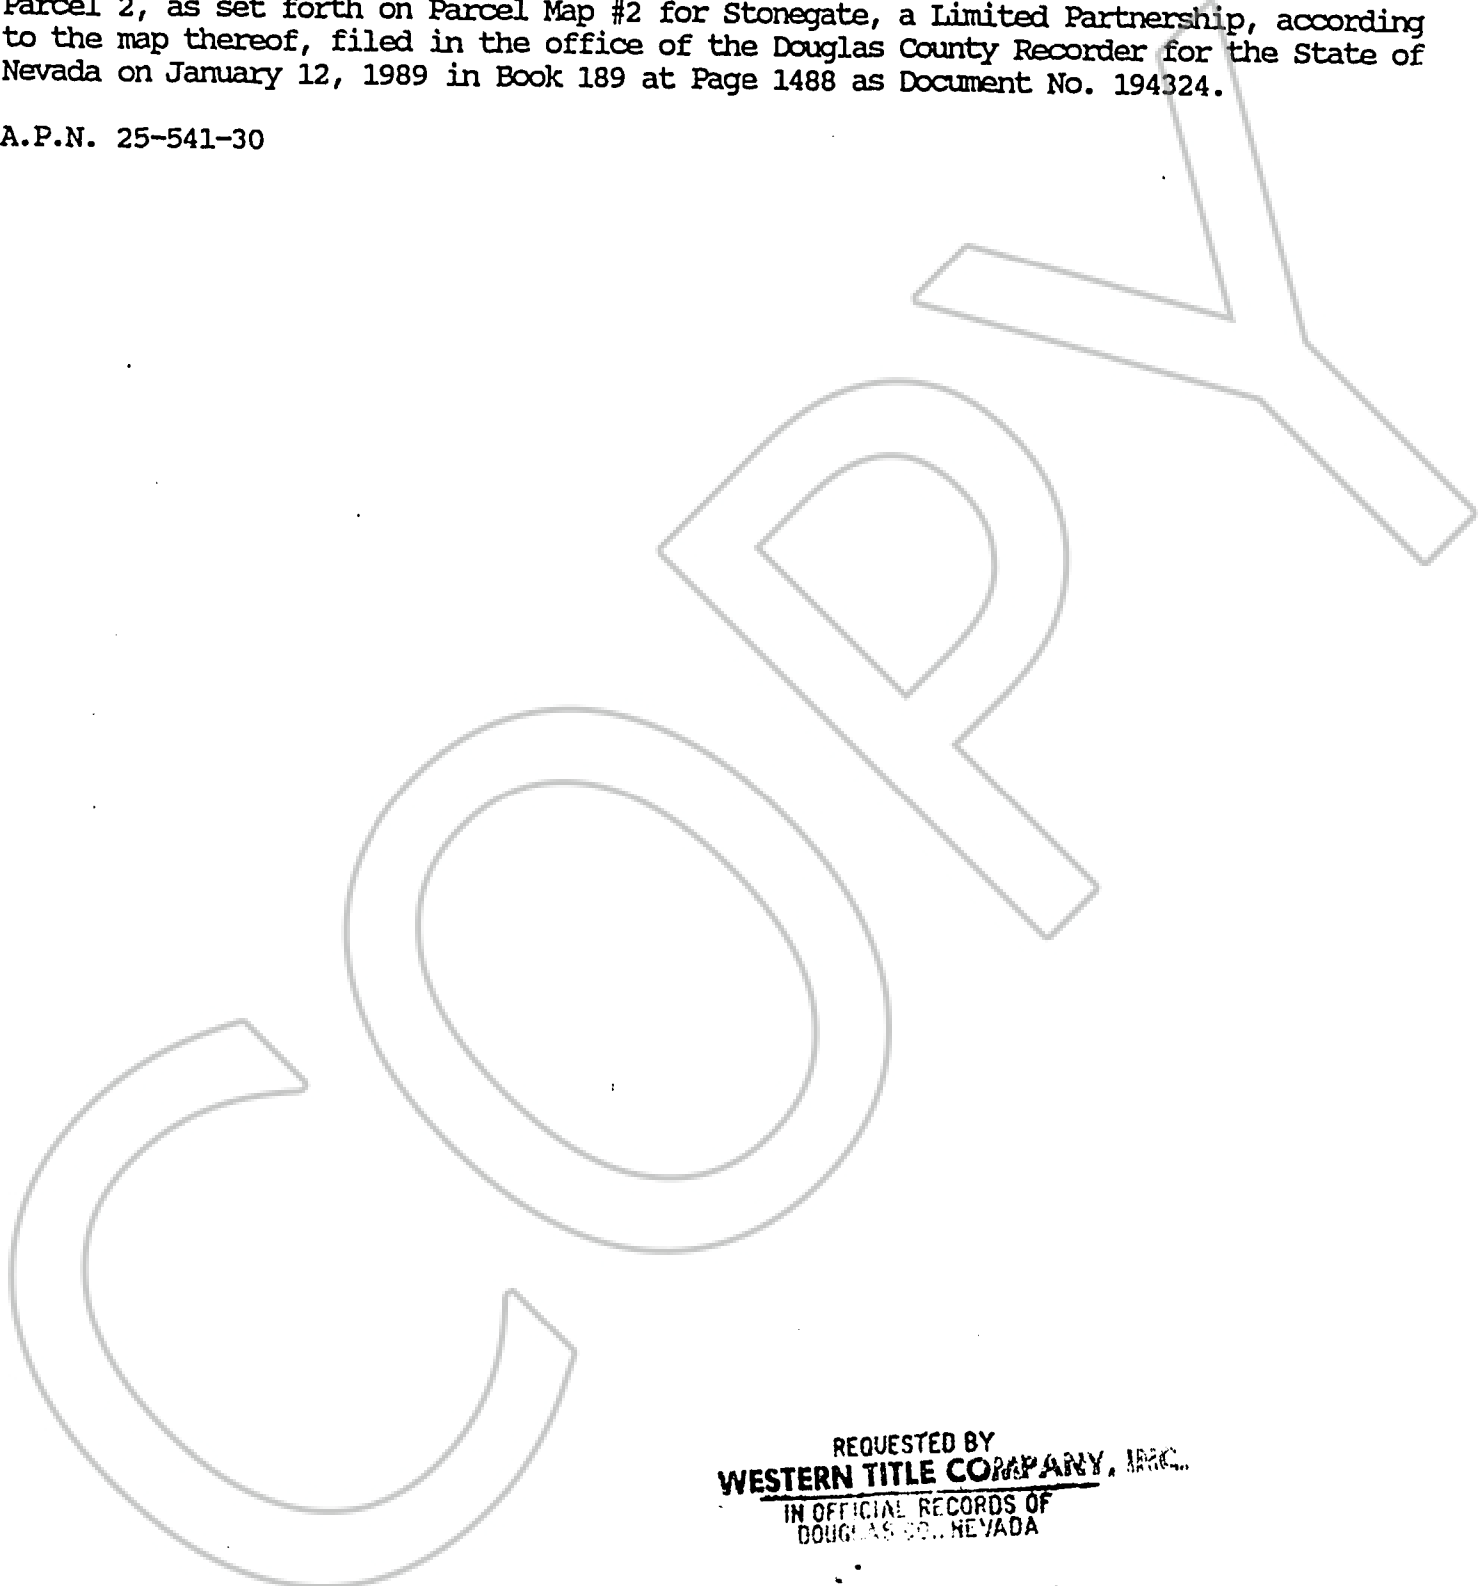 Parcel 2, as set forth on Parcel Map #2 for Stonegate, a Limited Partnership, according
to the map thereof, filed in the office of the Douglas County Recorder for the State of
Nevada on January 12, 1989 in Book 189 at Page 1488 as Document No. 194324.
A.P.N. 25-541-30
COPY
REQUESTED BY
WESTERN TITLE COMPANY, INC.
IN OFFICIAL RECORDS OF
DOUGLAS CO., NEVADA